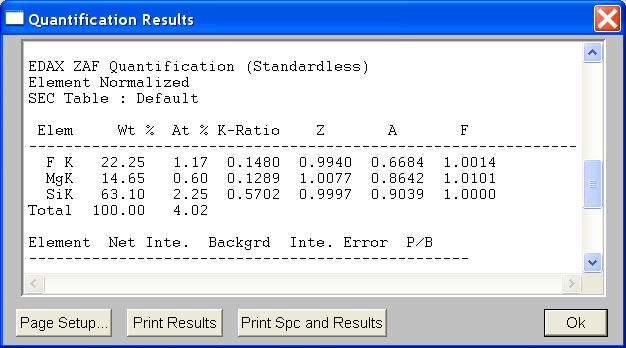 Quantification Results
EDAX ZAF Quantification (Standardless)
Element Normalized
SEC Table : Default
Elem Wt % At % K-Ratio Z A F
F K 22.25 1.17 0.1480 0.9940 0.6684 1.0014
MgK 14.65 0.60 0.1289 1.0077 0.8642 1.0101
SiK 63.10 2.25 0.5702 0.9997 0.9039 1.0000
Total 100.00 4.02
Element Net Inte. Backgrd Inte. Error P/B
Page Setup... Print Results Print Spc and Results Ok